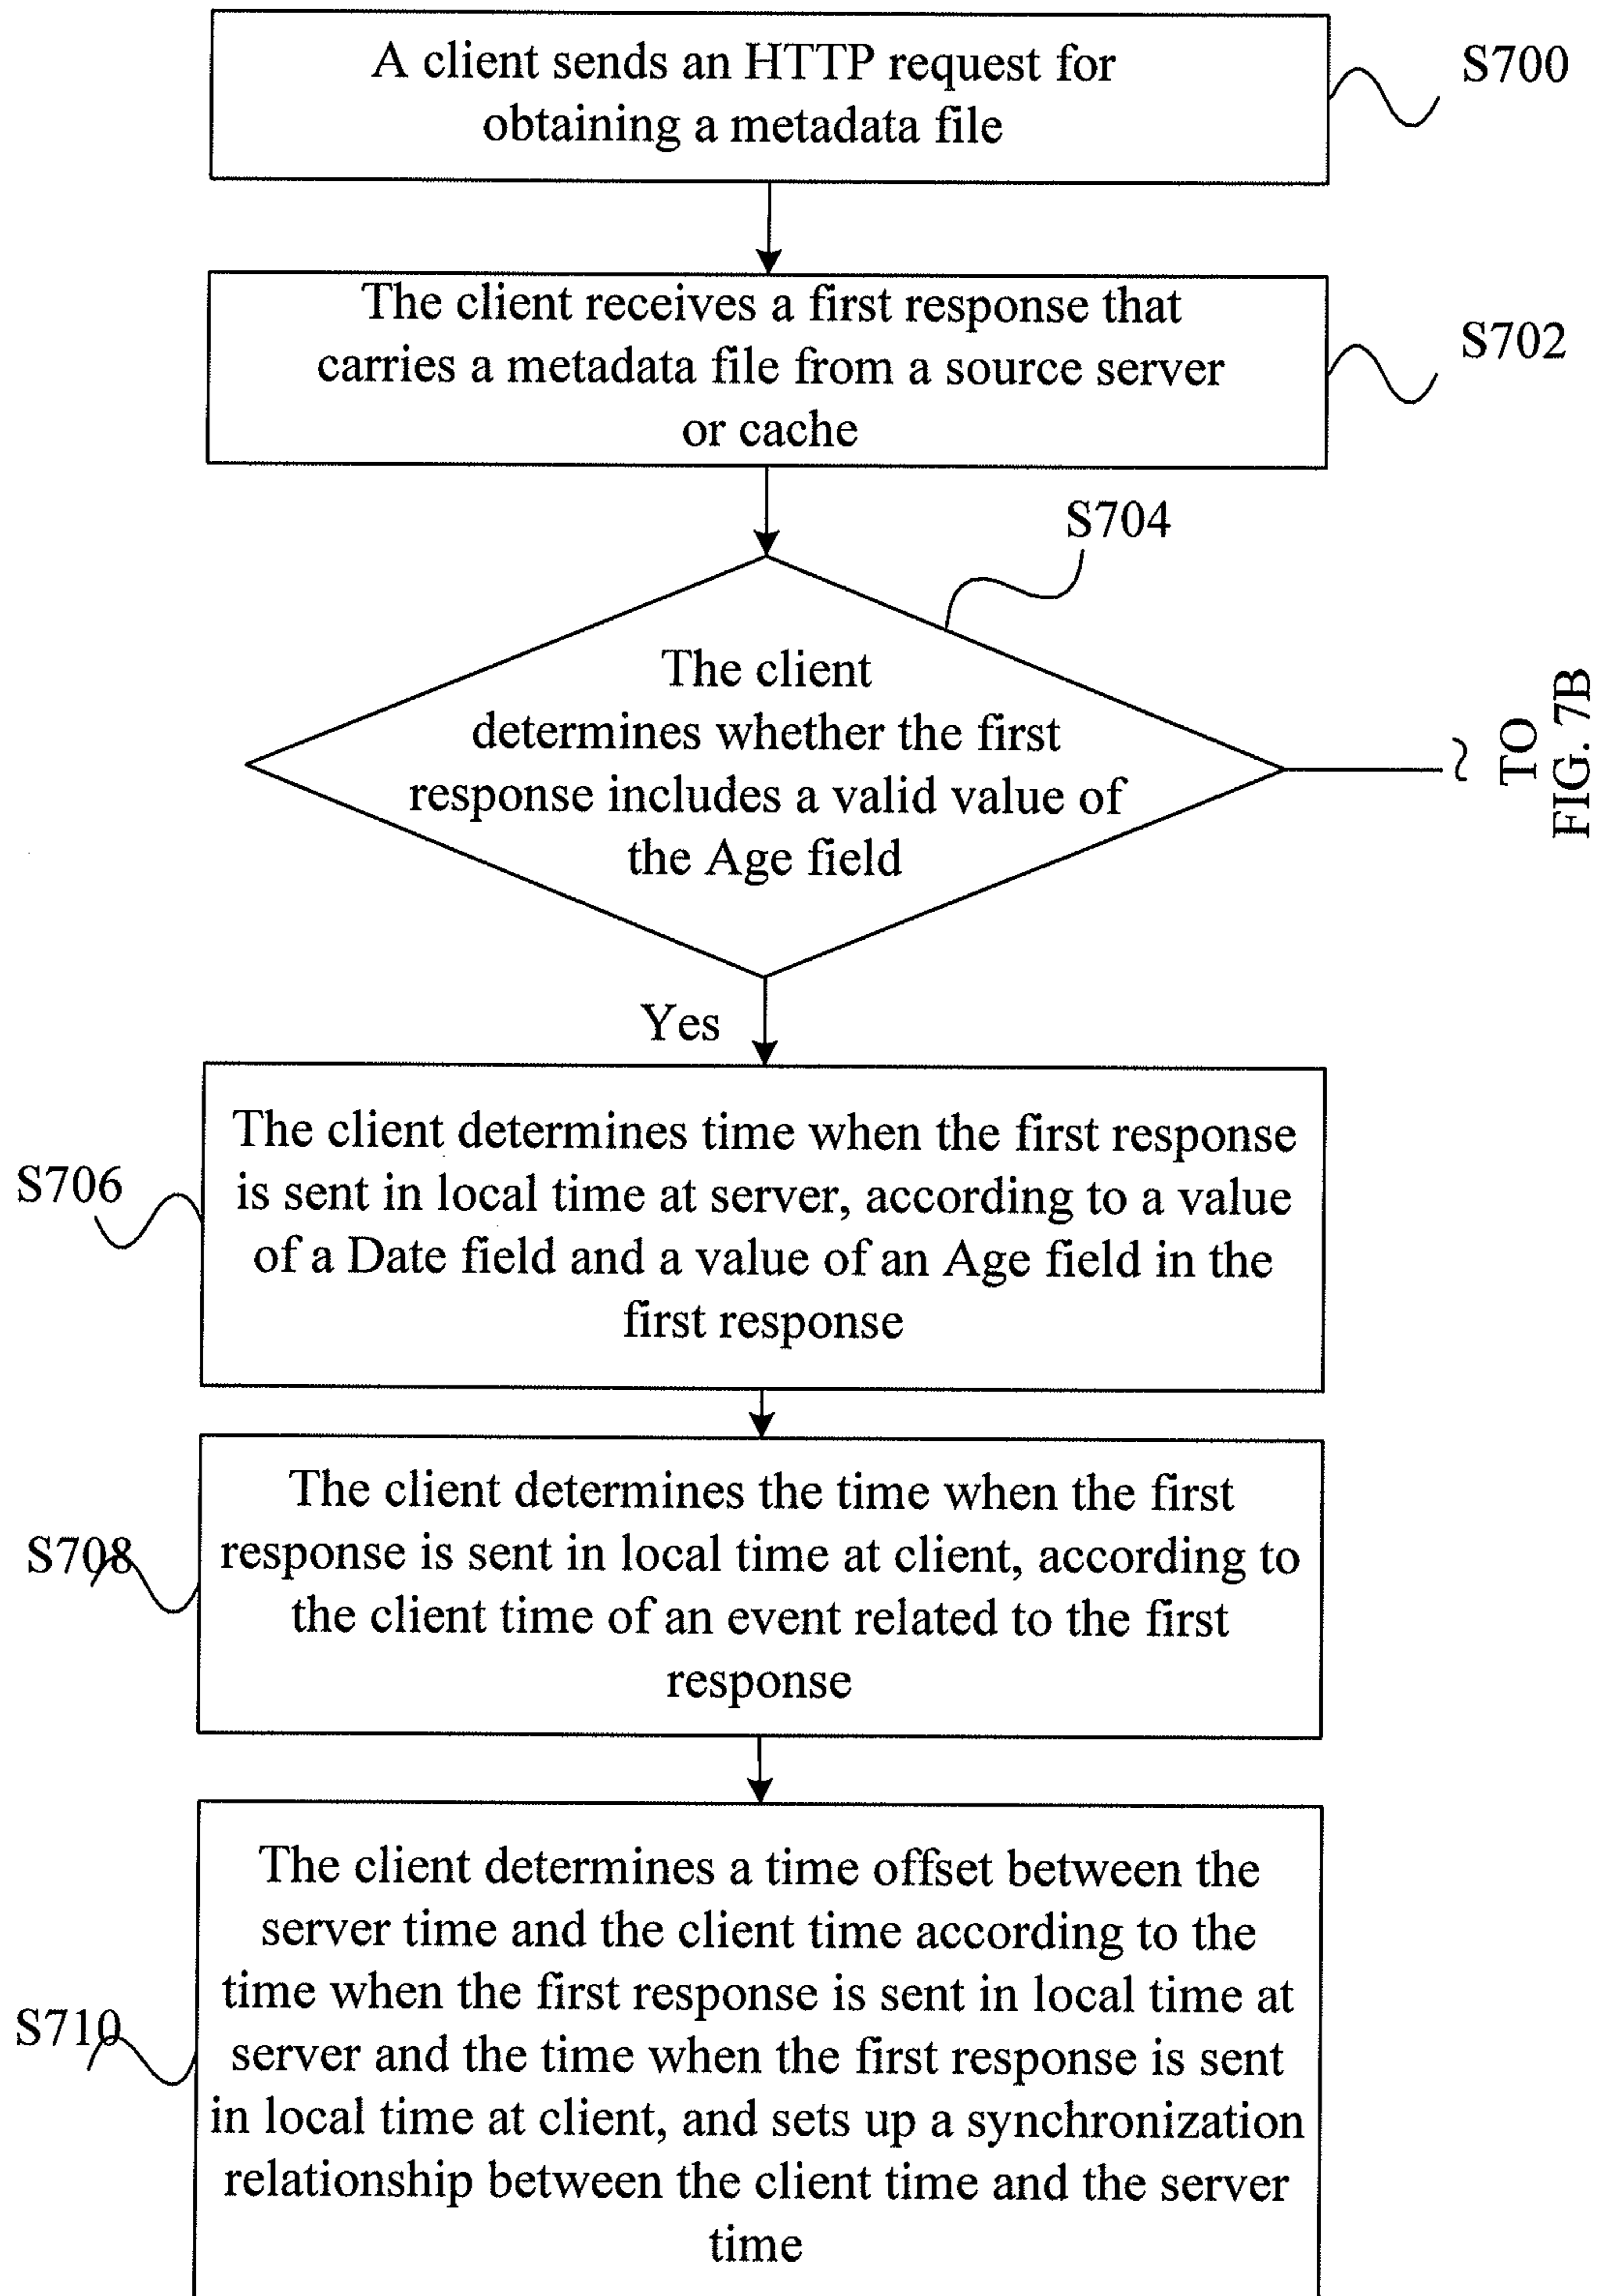 A client sends an HTTP request for
obtaining a metadata file
S700
The client receives a first response that
carries a metadata file from a source server
or cache
S702
S704
The client
determines whether the first
response includes a valid value of
the Age field
TO
FIG. 7B
Yes
The client determines time when the first response
is sent in local time at server, according to a value
of a Date field and a value of an Age field in the
first response
S706
The client determines the time when the first
response is sent in local time at client, according to
the client time of an event related to the first
response
S708
The client determines a time offset between the
server time and the client time according to the
time when the first response is sent in local time at
server and the time when the first response is sent
in local time at client, and sets up a synchronization
relationship between the client time and the server
time
S710